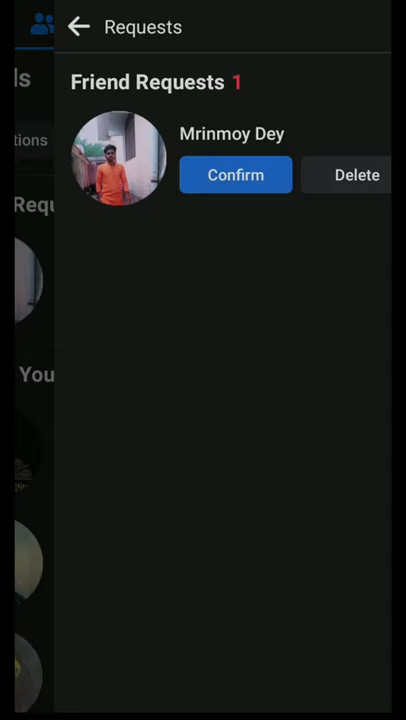 Requests
ls
Friend Requests 1
Mrinmoy Dey
tions
Confirm
Delete
Requ
You